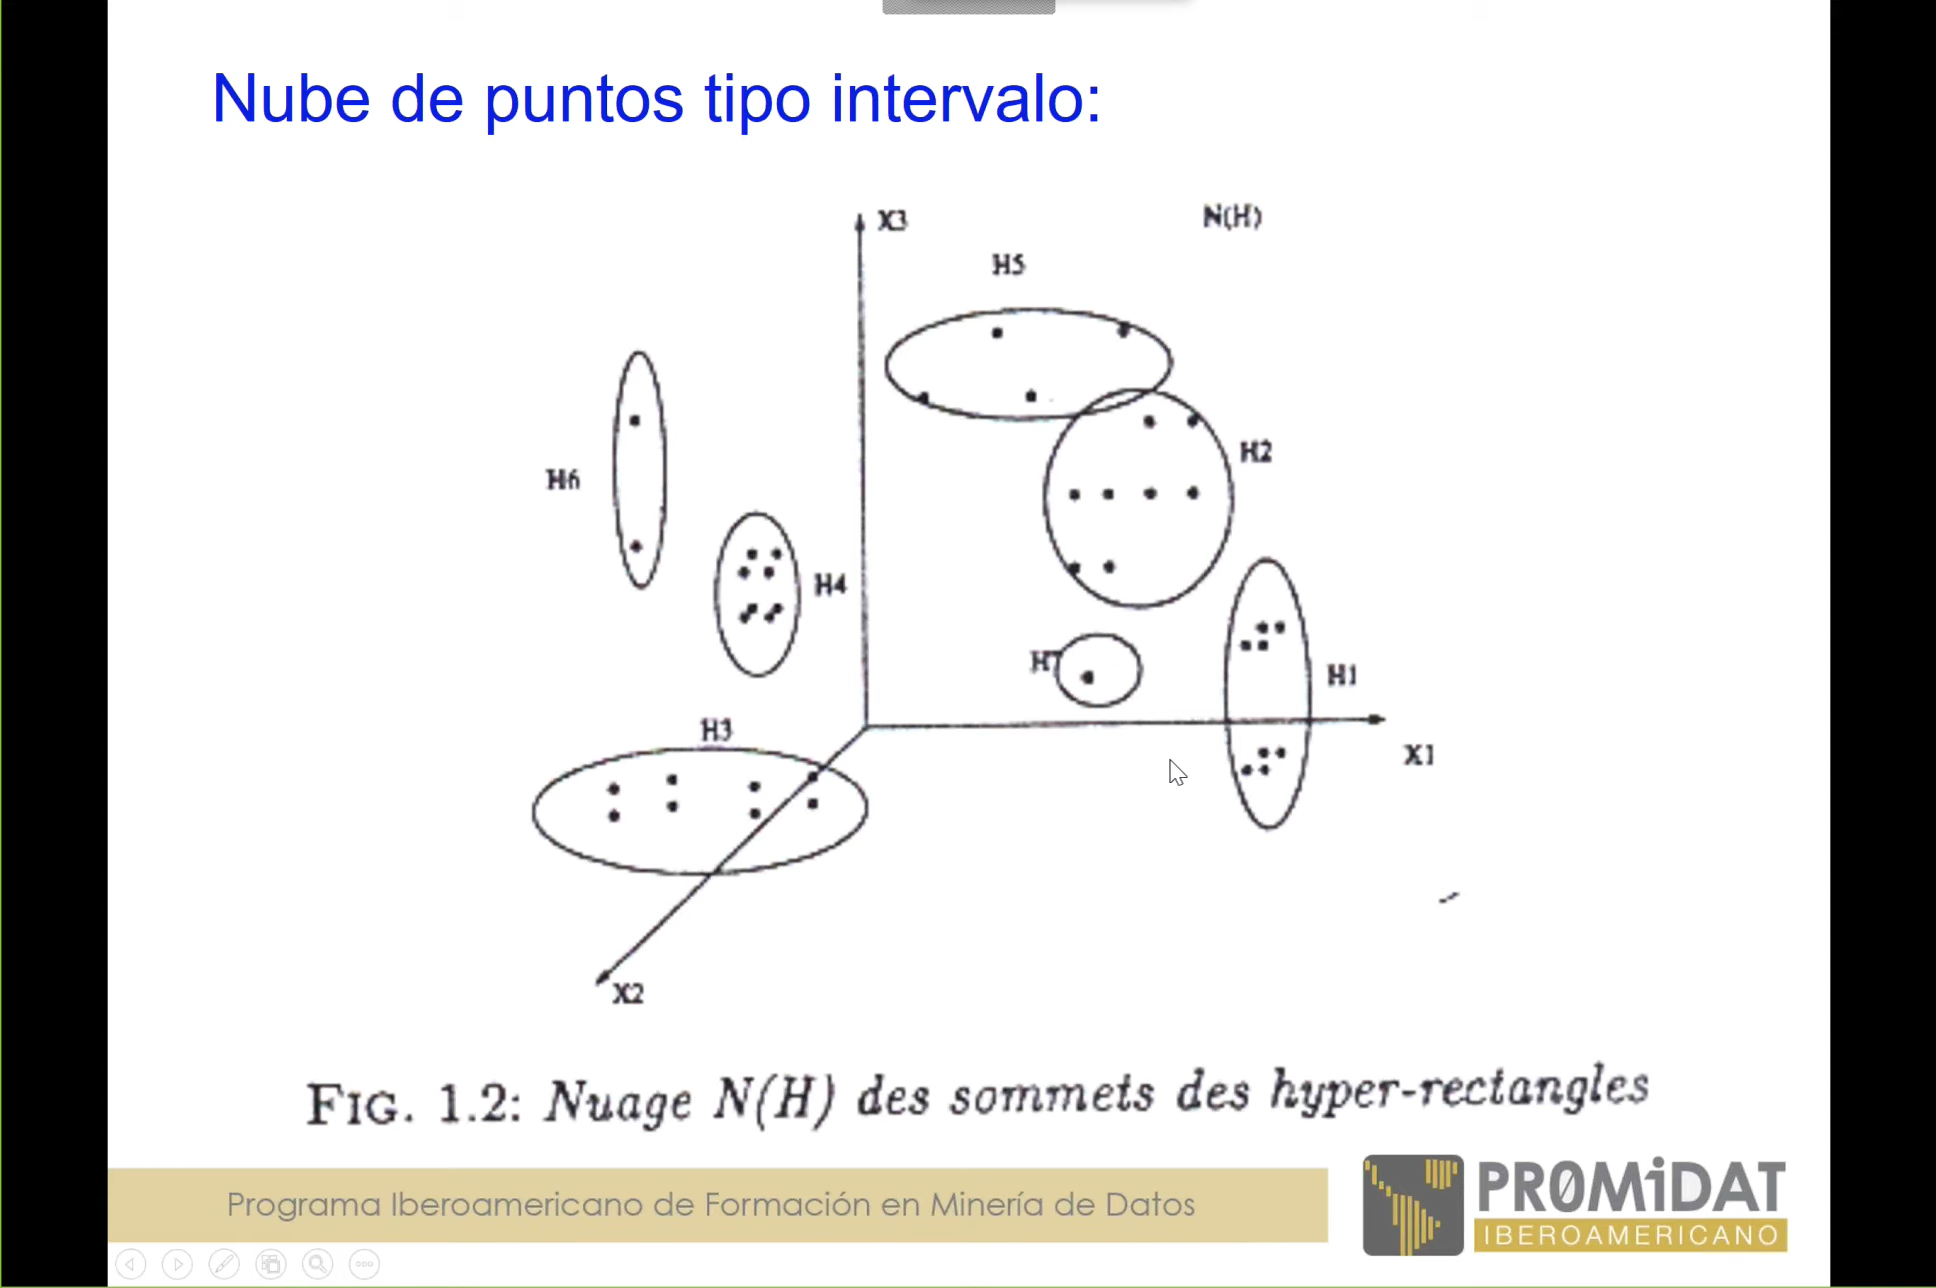 Nube de puntos tipo intervalo:
X3
N(H)
H5
H2
H6
H4
H7
H1
H3
X1
X2
FIG. 1.2: Nuage N(H) des sommets des hyper-rectangles
Programa Iberoamericano de Formación en Minería de Datos
PR0MiDAT
IBEROAMERICANO